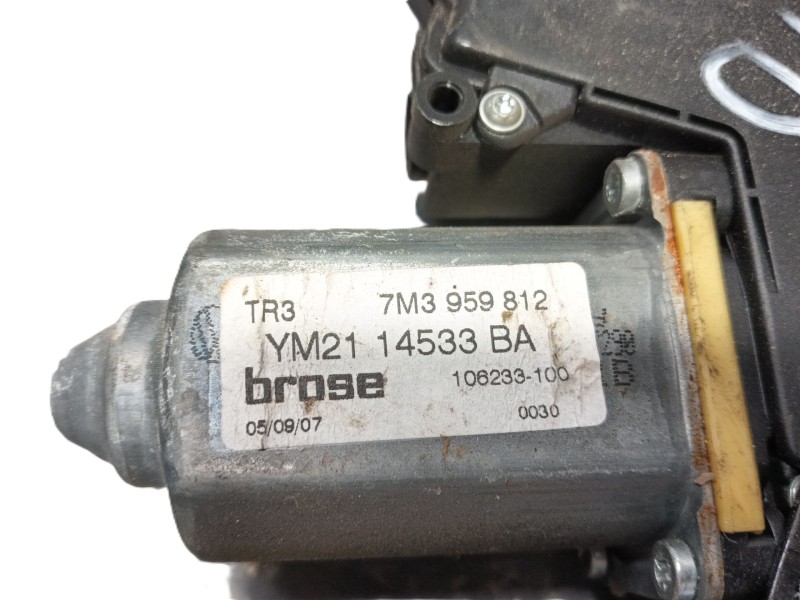 TR3 7M3 959 812
YM21 14533 BA
brose 106233-100
05/09/07 0030